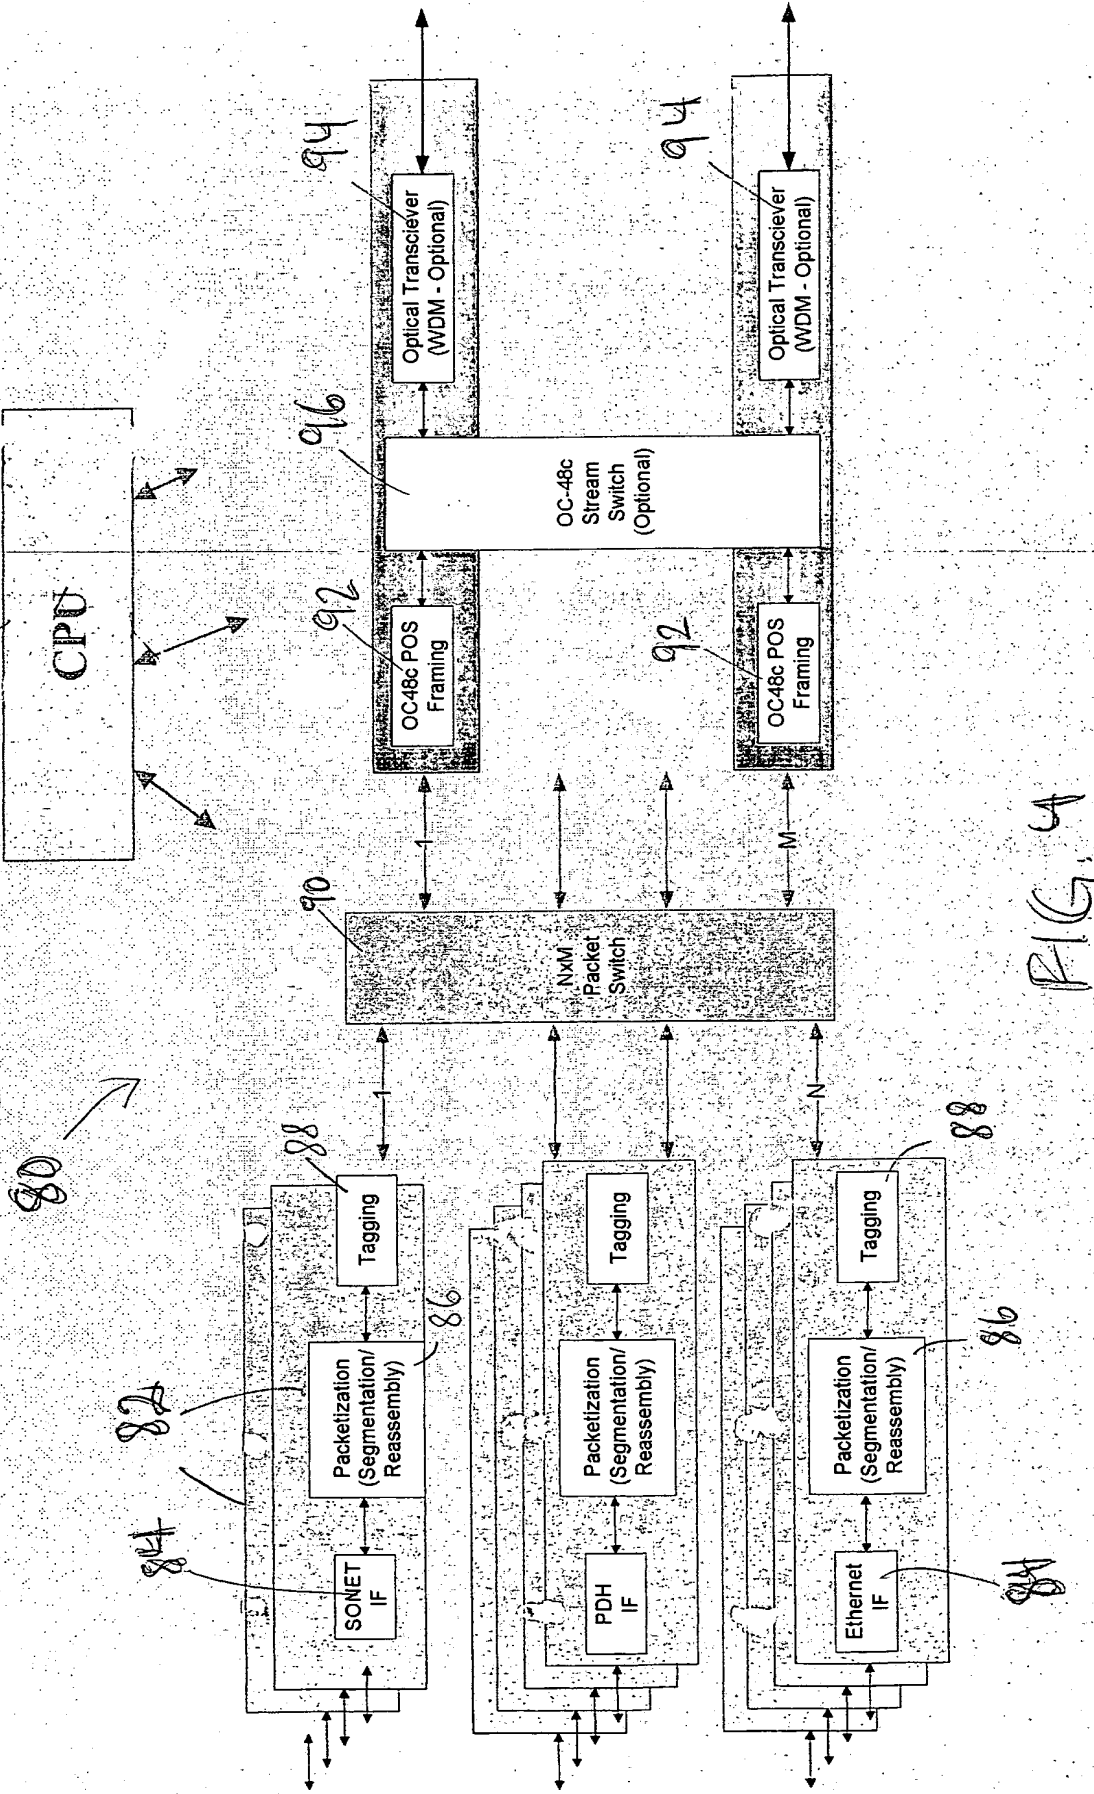 CPU
80
82
84
SONET
IF
Packetization
(Segmentation/
Reassembly)
86
Tagging
88
1
90
NxM
Packet
Switch
1
92
OC48c POS
Framing
96
OC-48c
Stream
Switch
(Optional)
94
Optical Transciever
(WDM - Optional)
PDH
IF
Packetization
(Segmentation/
Reassembly)
Tagging
Ethernet
IF
84
Packetization
(Segmentation/
Reassembly)
86
Tagging
88
N
M
92
OC48c POS
Framing
94
Optical Transciever
(WDM - Optional)
FIG. 4